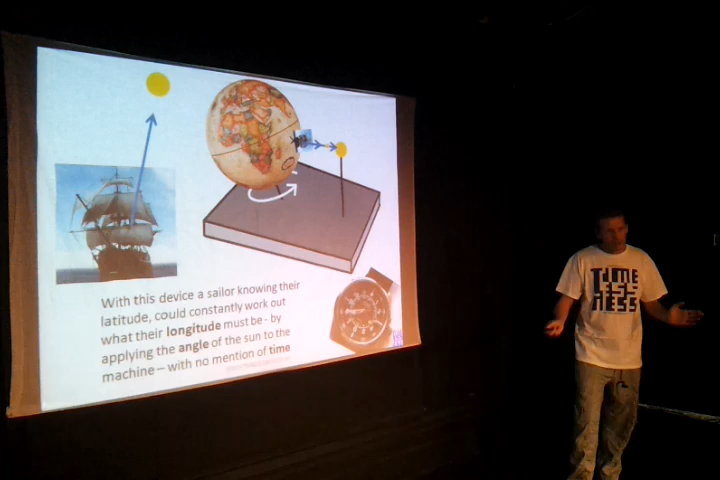 With this device a sailor knowing their
latitude, could constantly work out
what their longitude must be - by
applying the angle of the sun to the
machine – with no mention of time
TIME
LESS
NESS